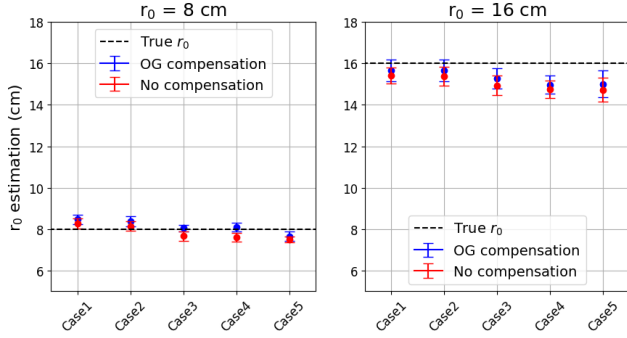 r₀ = 8 cm
r₀ estimation (cm)
18
16
14
12
10
8
6
True r₀
OG compensation
No compensation
Case1
Case2
Case3
Case4
Case5
r₀ = 16 cm
18
16
14
12
10
8
6
True r₀
OG compensation
No compensation
Case1
Case2
Case3
Case4
Case5